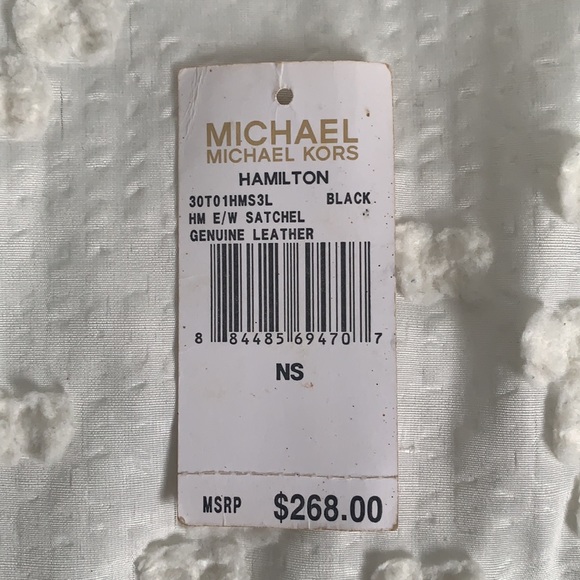 MICHAEL
MICHAEL KORS
HAMILTON
30T01HMS3L BLACK
HM E/W SATCHEL
GENUINE LEATHER
8 84485 69470 7
NS
MSRP $268.00